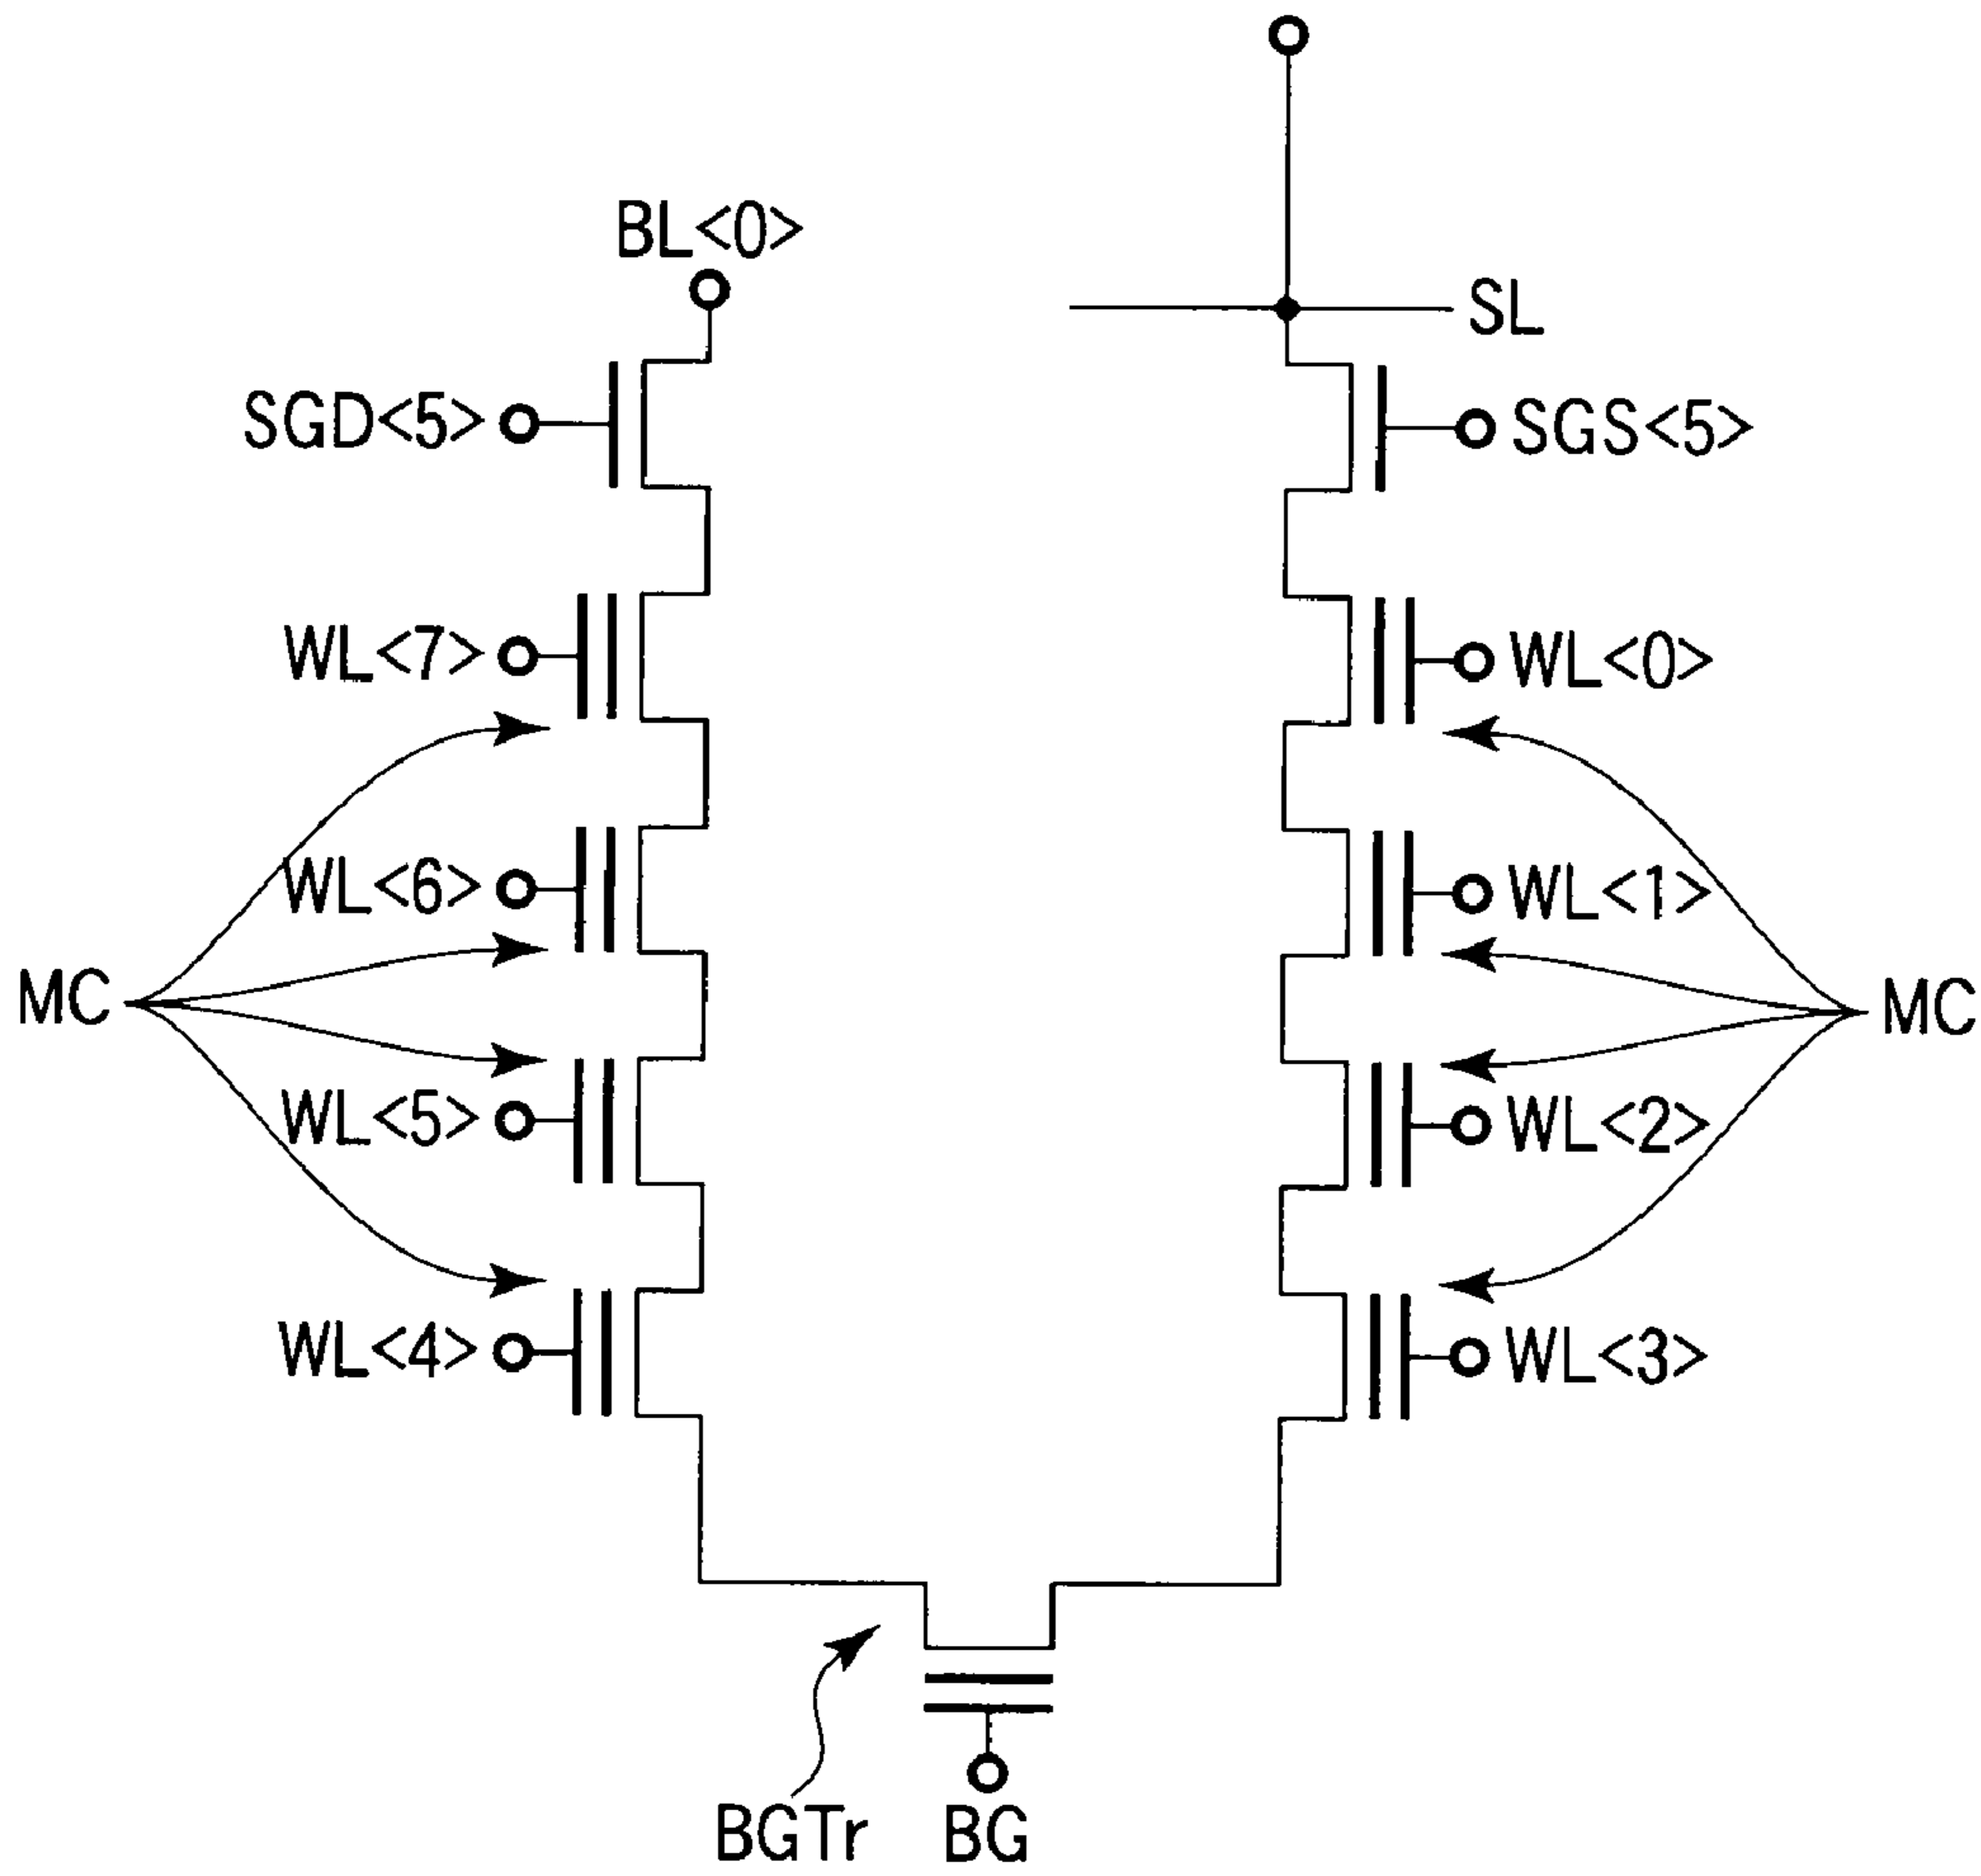 BL<0>
SL
SGD<5>
SGS<5>
WL<7>
WL<0>
WL<6>
WL<1>
MC
MC
WL<5>
WL<2>
WL<4>
WL<3>
BGTr
BG